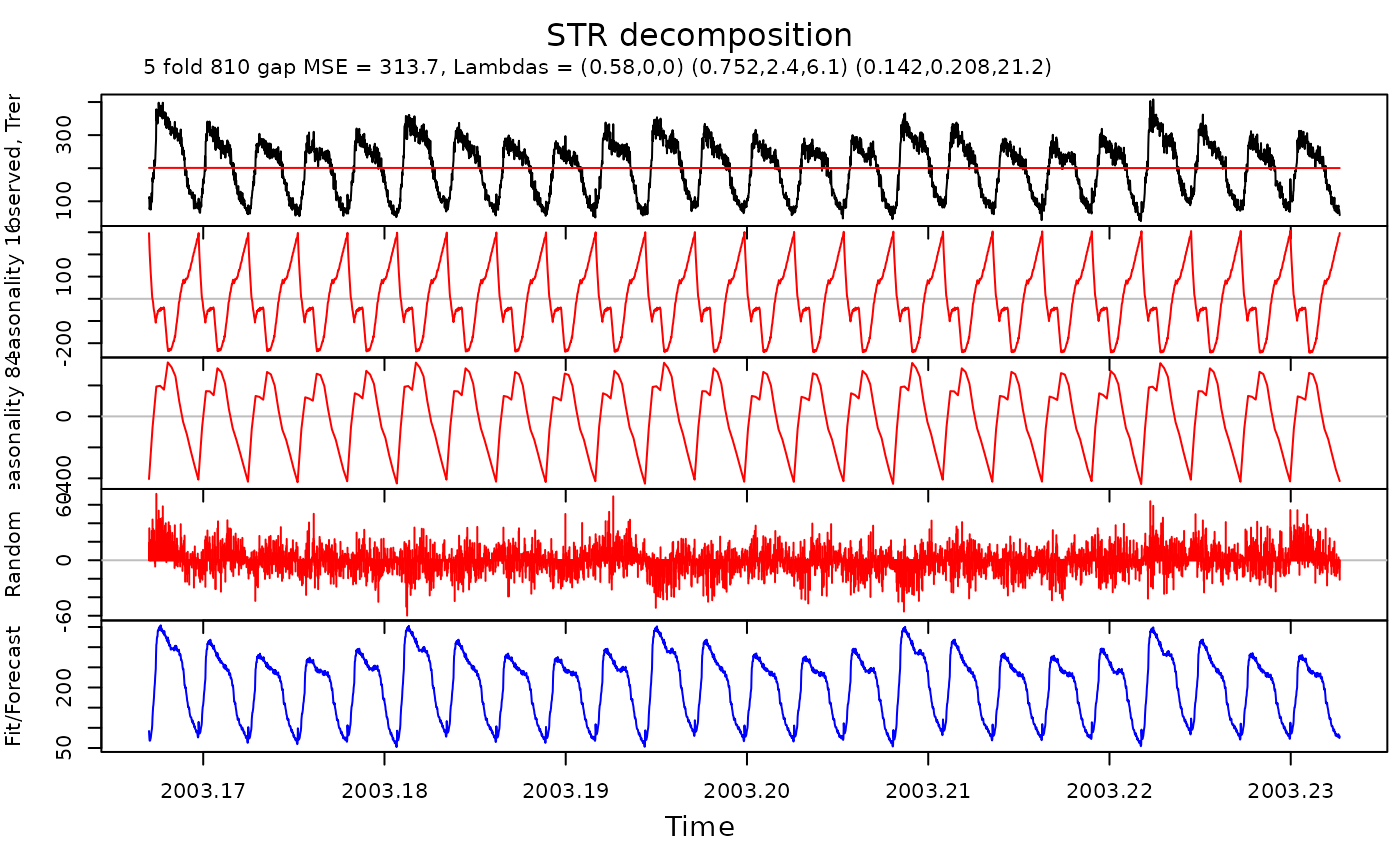 STR decomposition
5 fold 810 gap MSE = 313.7, Lambdas = (0.58,0,0) (0.752,2.4,6.1) (0.142,0.208,21.2)
300
100
100
-200
0
60
Random
0
-60
Fit/Forecast
200
50
2003.17 2003.18 2003.19 2003.20 2003.21 2003.22 2003.23
Time